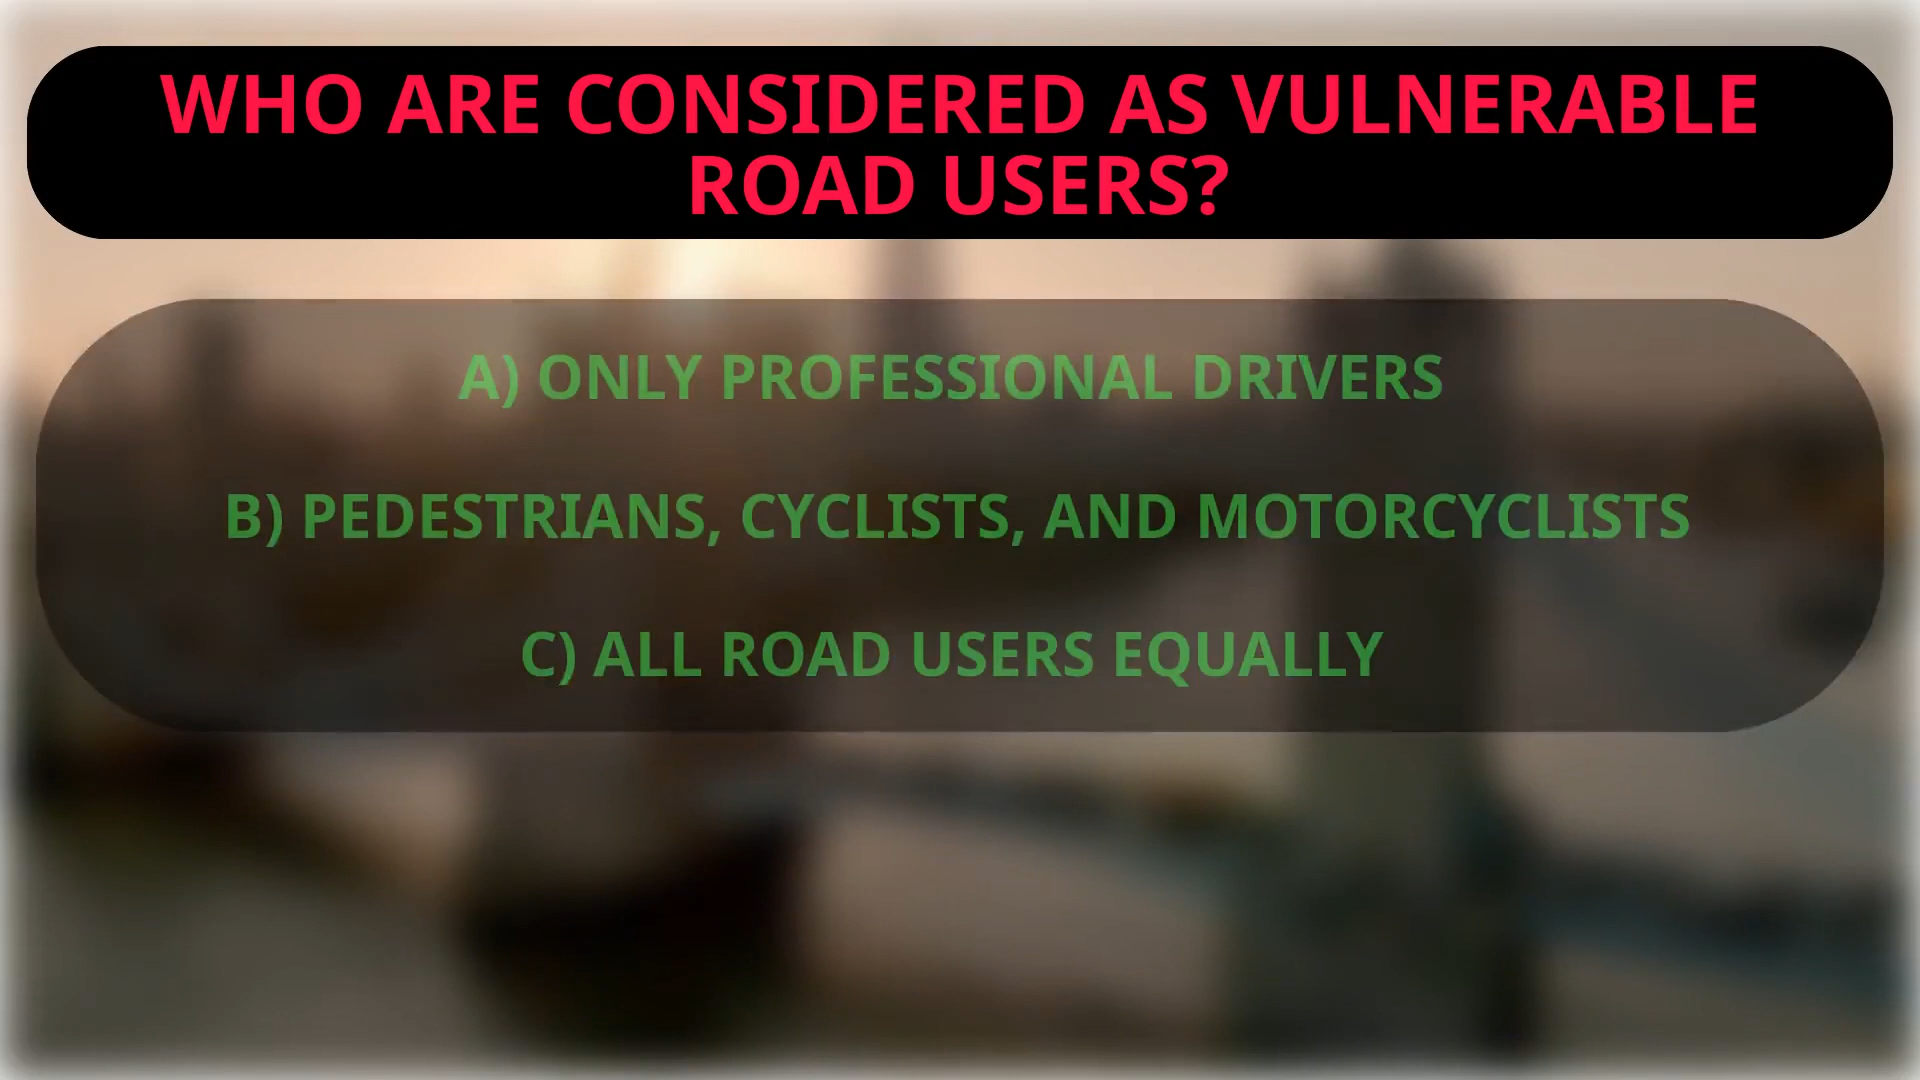 WHO ARE CONSIDERED AS VULNERABLE
ROAD USERS?
A) ONLY PROFESSIONAL DRIVERS
B) PEDESTRIANS, CYCLISTS, AND MOTORCYCLISTS
C) ALL ROAD USERS EQUALLY